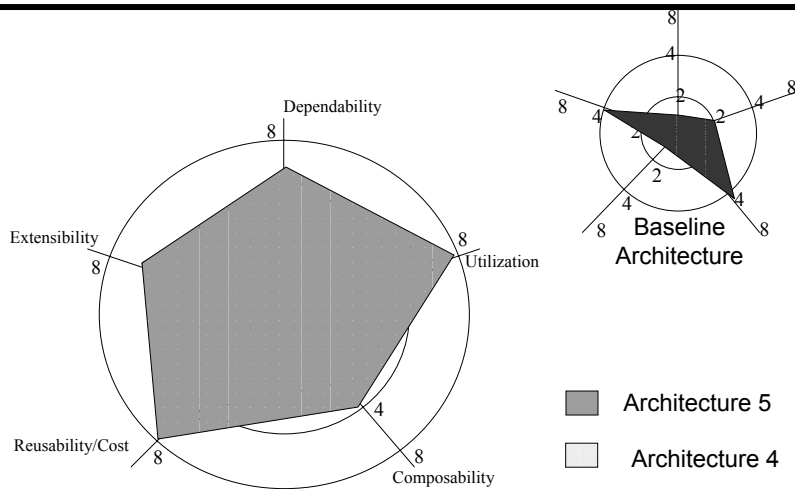 8
4
2
8
4
2
8
4
2
2
4
8
4
8
Baseline
Architecture
Dependability
8
Extensibility
8
8
Utilization
4
8
Reusability/Cost
8
Composability
Architecture 5
Architecture 4